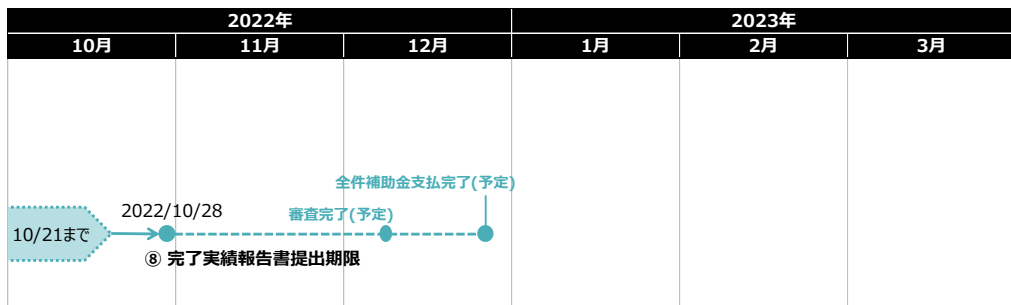 2022年
2023年
10月
11月
12月
1月
2月
3月
全件補助金支払完了(予定)
2022/10/28
審査完了(予定)
10/21まで
⑧ 完了実績報告書提出期限